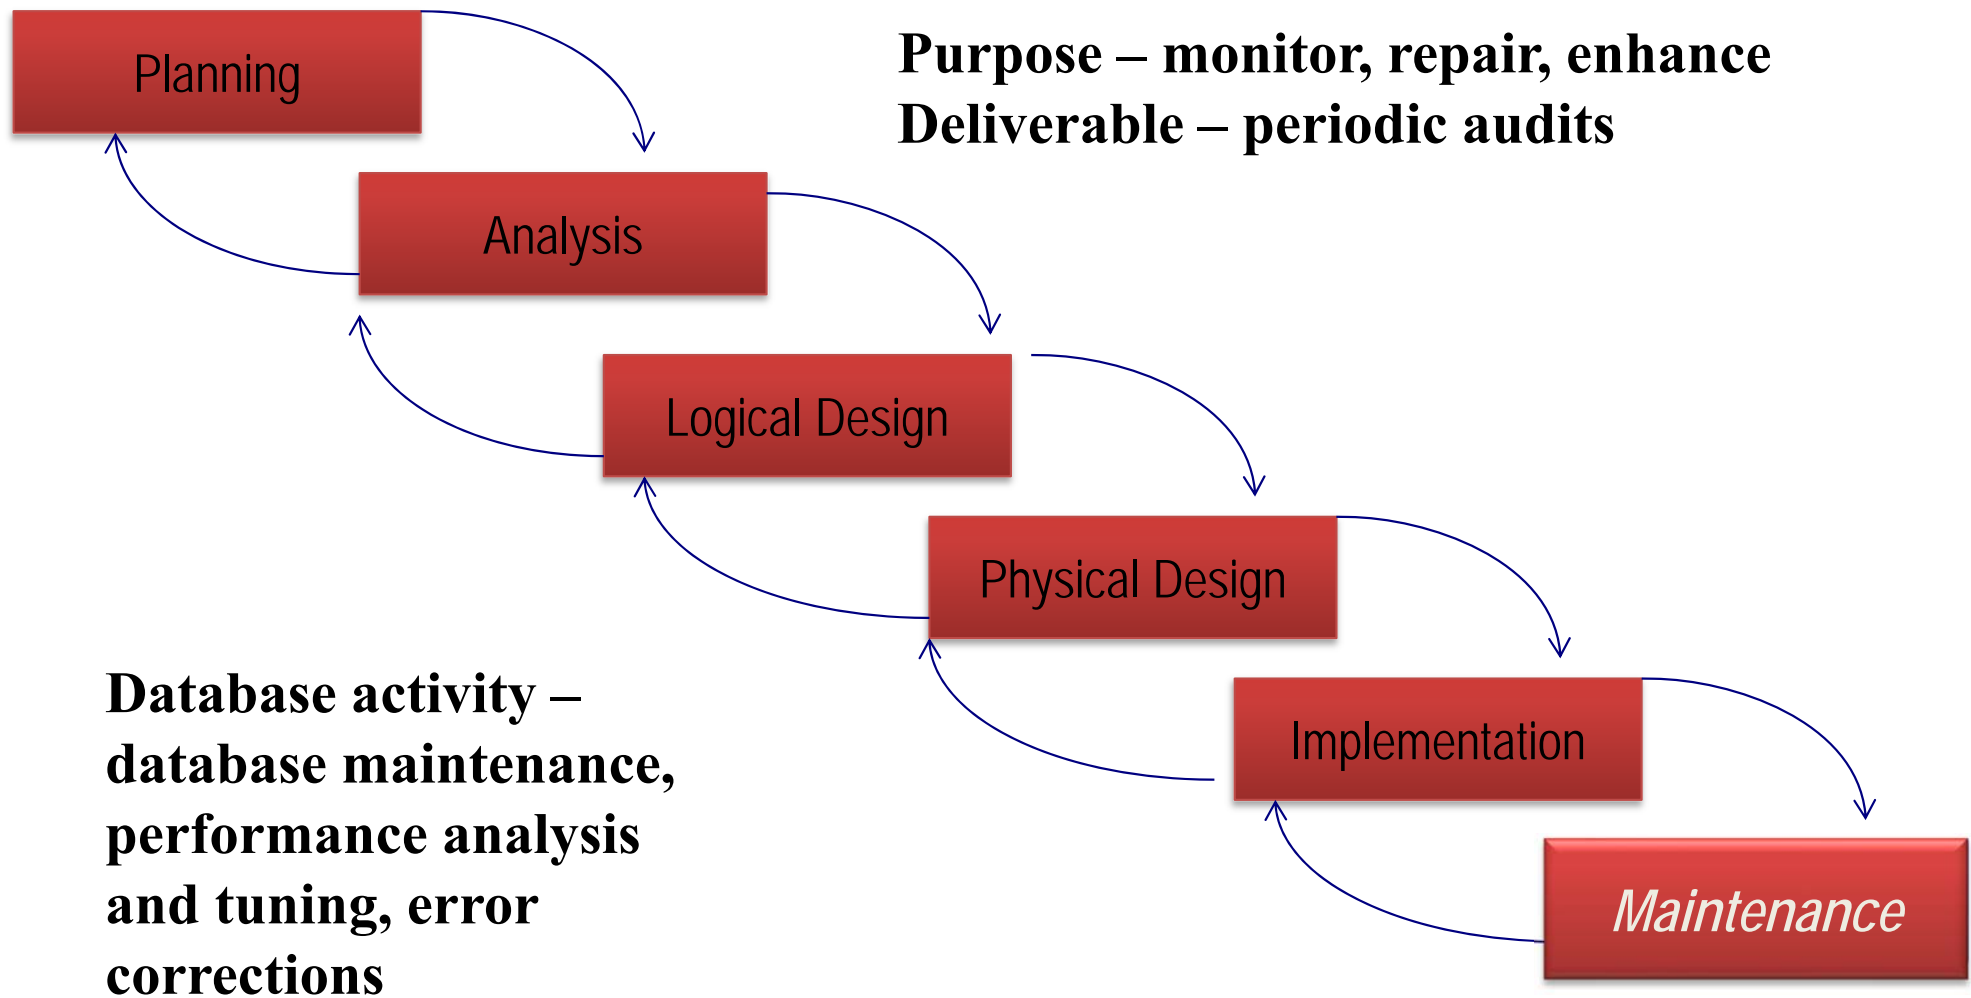 Planning
Purpose – monitor, repair, enhance
Deliverable – periodic audits
Analysis
Logical Design
Physical Design
Database activity –
database maintenance,
performance analysis
and tuning, error
corrections
Implementation
Maintenance